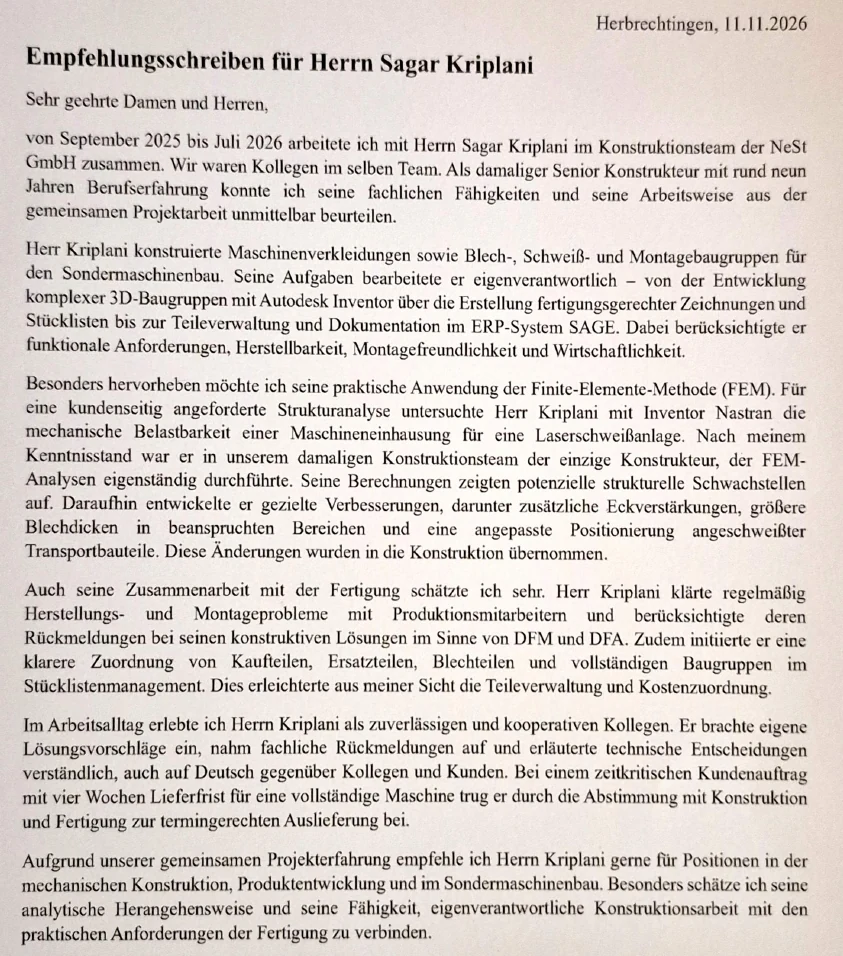 Herbrechtingen, 11.11.2026
Empfehlungsschreiben für Herrn Sagar Kriplani
Sehr geehrte Damen und Herren,
von September 2025 bis Juli 2026 arbeitete ich mit Herrn Sagar Kriplani im Konstruktionsteam der NeSt
GmbH zusammen. Wir waren Kollegen im selben Team. Als damaliger Senior Konstrukteur mit rund neun
Jahren Berufserfahrung konnte ich seine fachlichen Fähigkeiten und seine Arbeitsweise aus der
gemeinsamen Projektarbeit unmittelbar beurteilen.
Herr Kriplani konstruierte Maschinenverkleidungen sowie Blech-, Schweiß- und Montagebaugruppen für
den Sondermaschinenbau. Seine Aufgaben bearbeitete er eigenverantwortlich – von der Entwicklung
komplexer 3D-Baugruppen mit Autodesk Inventor über die Erstellung fertigungsgerechter Zeichnungen und
Stücklisten bis zur Teileverwaltung und Dokumentation im ERP-System SAGE. Dabei berücksichtigte er
funktionale Anforderungen, Herstellbarkeit, Montagefreundlichkeit und Wirtschaftlichkeit.
Besonders hervorheben möchte ich seine praktische Anwendung der Finite-Elemente-Methode (FEM). Für
eine kundenseitig angeforderte Strukturanalyse untersuchte Herr Kriplani mit Inventor Nastran die
mechanische Belastbarkeit einer Maschineneinhausung für eine Laserschweißanlage. Nach meinem
Kenntnisstand war er in unserem damaligen Konstruktionsteam der einzige Konstrukteur, der FEM-
Analysen eigenständig durchführte. Seine Berechnungen zeigten potenzielle strukturelle Schwachstellen
auf. Daraufhin entwickelte er gezielte Verbesserungen, darunter zusätzliche Eckverstärkungen, größere
Blechdicken in beanspruchten Bereichen und eine angepasste Positionierung angeschweißter
Transportbauteile. Diese Änderungen wurden in die Konstruktion übernommen.
Auch seine Zusammenarbeit mit der Fertigung schätzte ich sehr. Herr Kriplani klärte regelmäßig
Herstellungs- und Montageprobleme mit Produktionsmitarbeitern und berücksichtigte deren
Rückmeldungen bei seinen konstruktiven Lösungen im Sinne von DFM und DFA. Zudem initiierte er eine
klarere Zuordnung von Kaufteilen, Ersatzteilen, Blechteilen und vollständigen Baugruppen im
Stücklistenmanagement. Dies erleichterte aus meiner Sicht die Teileverwaltung und Kostenzuordnung.
Im Arbeitsalltag erlebte ich Herrn Kriplani als zuverlässigen und kooperativen Kollegen. Er brachte eigene
Lösungsvorschläge ein, nahm fachliche Rückmeldungen auf und erläuterte technische Entscheidungen
verständlich, auch auf Deutsch gegenüber Kollegen und Kunden. Bei einem zeitkritischen Kundenauftrag
mit vier Wochen Lieferfrist für eine vollständige Maschine trug er durch die Abstimmung mit Konstruktion
und Fertigung zur termingerechten Auslieferung bei.
Aufgrund unserer gemeinsamen Projekterfahrung empfehle ich Herrn Kriplani gerne für Positionen in der
mechanischen Konstruktion, Produktentwicklung und im Sondermaschinenbau. Besonders schätze ich seine
analytische Herangehensweise und seine Fähigkeit, eigenverantwortliche Konstruktionsarbeit mit den
praktischen Anforderungen der Fertigung zu verbinden.